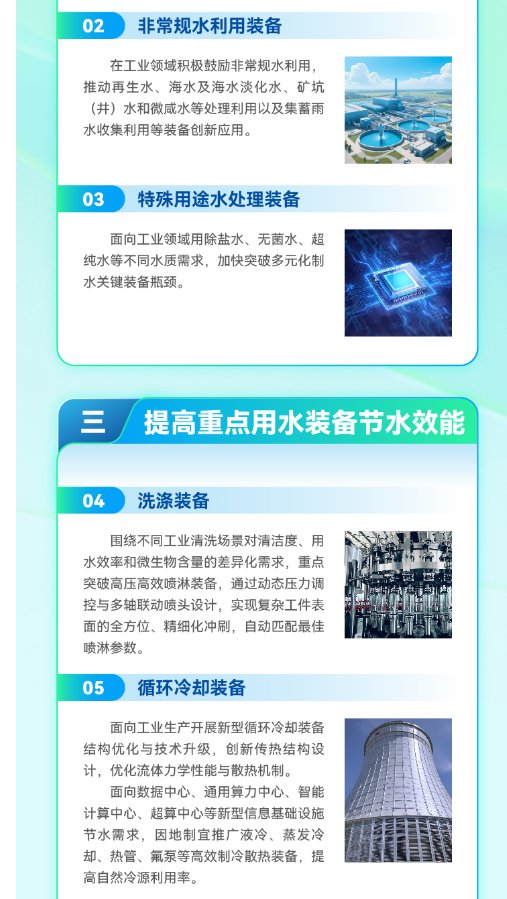 02 非常规水利用装备
在工业领域积极鼓励非常规水利用，
推动再生水、海水及海水淡化水、矿坑
（井）水和微咸水等处理利用以及集蓄雨
水收集利用等装备创新应用。
03 特殊用途水处理装备
面向工业领域用除盐水、无菌水、超
纯水等不同水质需求，加快突破多元化制
水关键装备瓶颈。
三 提高重点用水装备节水效能
04 洗涤装备
围绕不同工业清洗场景对清洁度、用
水效率和微生物含量的差异化需求，重点
突破高压高效喷淋装备，通过动态压力调
控与多轴联动喷头设计，实现复杂工件表
面的全方位、精细化冲刷，自动匹配最佳
喷淋参数。
05 循环冷却装备
面向工业生产开展新型循环冷却装备
结构优化与技术升级，创新传热结构设
计，优化流体力学性能与散热机制。
面向数据中心、通用算力中心、智能
计算中心、超算中心等新型信息基础设施
节水需求，因地制宜推广液冷、蒸发冷
却、热管、氟泵等高效制冷散热装备，提
高自然冷源利用率。